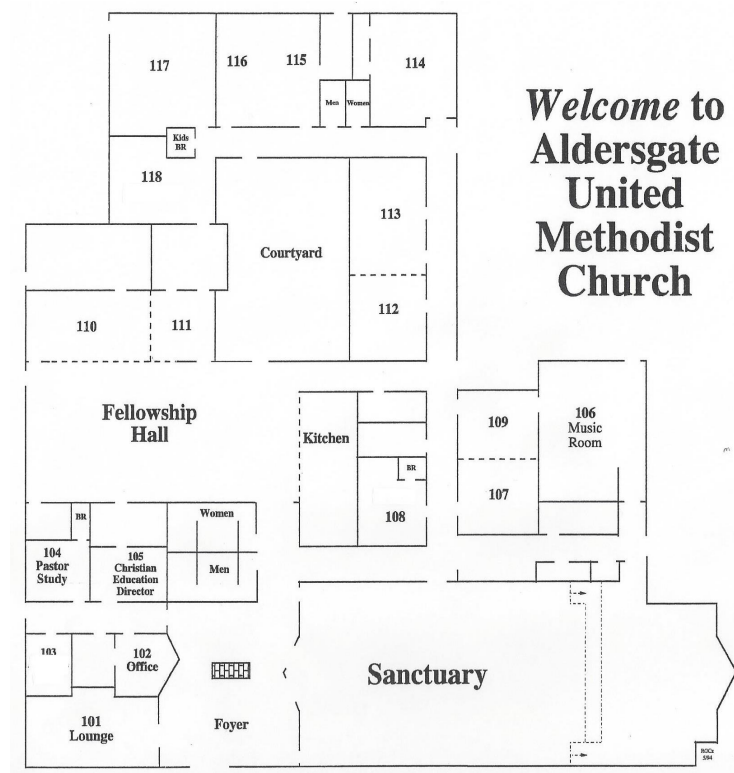 Welcome to
Aldersgate
United
Methodist
Church
117
116
115
114
Men
Women
Kids
BR
118
113
Courtyard
112
110
111
Fellowship
Hall
Kitchen
109
106
Music
Room
BR
107
108
BR
Women
104
Pastor
Study
105
Christian
Education
Director
Men
103
102
Office
Sanctuary
101
Lounge
Foyer
5/94